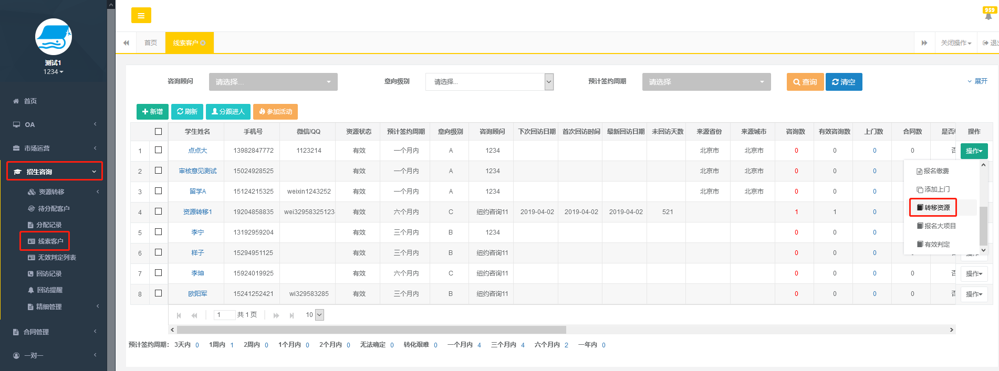 959
测试1
1234
首页
OA
市场运营
招生咨询
资源转移
待分配客户
分配记录
线索客户
无效判定列表
回访记录
回访提醒
精细管理
合同管理
一对一
首页 线索客户 关闭操作
咨询顾问 请选择... 意向级别 请选择... 预计签约周期 请选择 查询 清空 展开
新增 刷新 分跟进人 参加活动
学生姓名 手机号 微信/QQ 资源状态 预计签约周期 意向级别 咨询顾问 下次回访日期 首次回访时间 最新回访日期 未回访天数 来源省份 来源城市 咨询数 有效咨询数 上门数 合同数 操作
1 点点大 13982847772 1123214 有效 一个月内 A 1234 北京市 北京市 0 0 0 0 否 操作
2 审核意见测试 15024928525 有效 一个月内 A 1234 北京市 北京市 0 0 0
3 留学A 15124215325 weixin1243252 有效 一个月内 A 1234 北京市 北京市 0 0 0
4 资源转移1 19204858835 wei32958325123 有效 六个月内 C 纽约咨询11 2019-04-02 2019-04-02 2019-04-02 521 1 1 0
5 李宁 13192959204 有效 三个月内 B 1234 0 0 0
6 样子 15294951125 有效 三个月内 B 纽约咨询11 0 0 0
7 李坤 15924019925 有效 六个月内 C 纽约咨询11 0 0 0 0 否 操作
8 欧阳军 15241252421 wi329583285 有效 三个月内 B 纽约咨询11 0 0 0 0 否 操作
报名缴费
添加上门
转移资源
报名大项目
有效判定
1 共 1 页 10
预计签约周期： 3天内 0 1周内 1 2周内 0 1个月内 0 2个月内 0 无法确定 0 转化艰难 0 一个月内 4 三个月内 4 六个月内 2 一年内 0